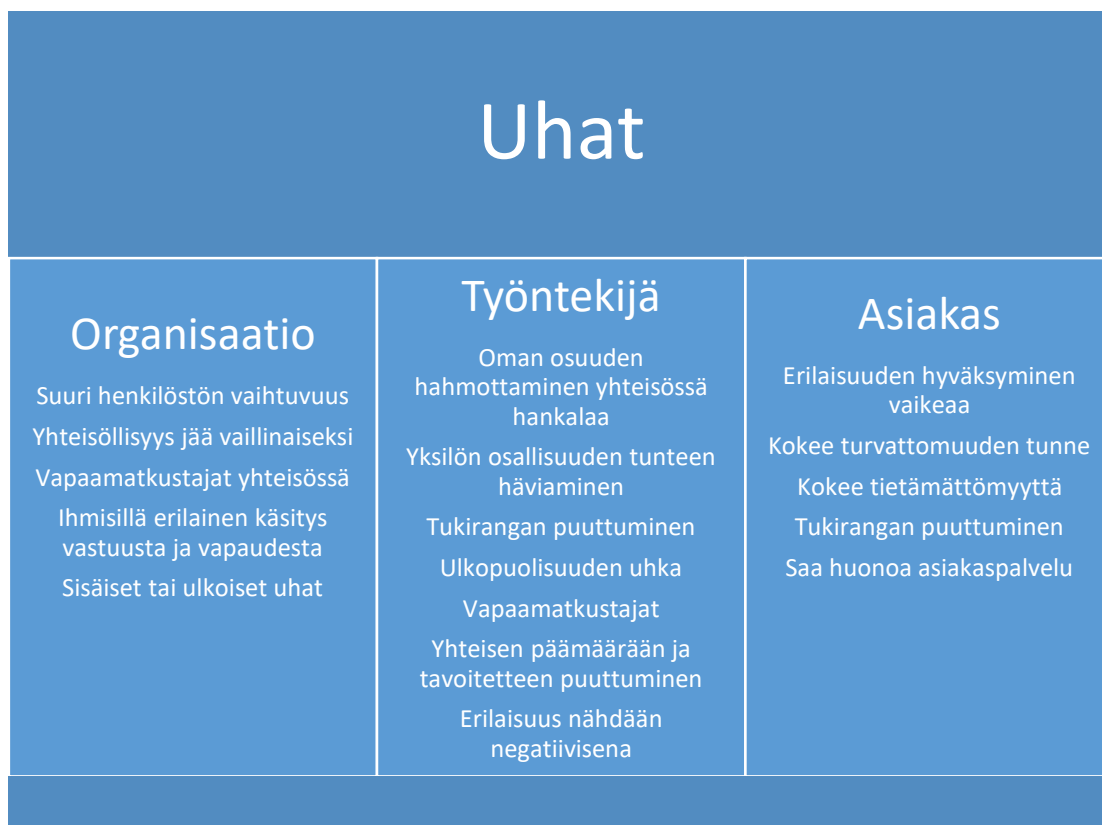 Uhat
Organisaatio
Suuri henkilöstön vaihtuvuus
Yhteisöllisyys jää vaillinaiseksi
Vapaamatkustajat yhteisössä
Ihmisillä erilainen käsitys
vastuusta ja vapaudesta
Sisäiset tai ulkoiset uhat
Työntekijä
Oman osuuden
hahmottaminen yhteisössä
hankalaa
Yksilön osallisuuden tunteen
häviaminen
Tukirangan puuttuminen
Ulkopuolisuuden uhka
Vapaamatkustajat
Yhteisen päämäärään ja
tavoitetteen puuttuminen
Erilaisuus nähdään
negatiivisena
Asiakas
Erilaisuuden hyväksyminen
vaikeaa
Kokee turvattomuuden tunne
Kokee tietämättömyyttä
Tukirangan puuttuminen
Saa huonoa asiakaspalvelu